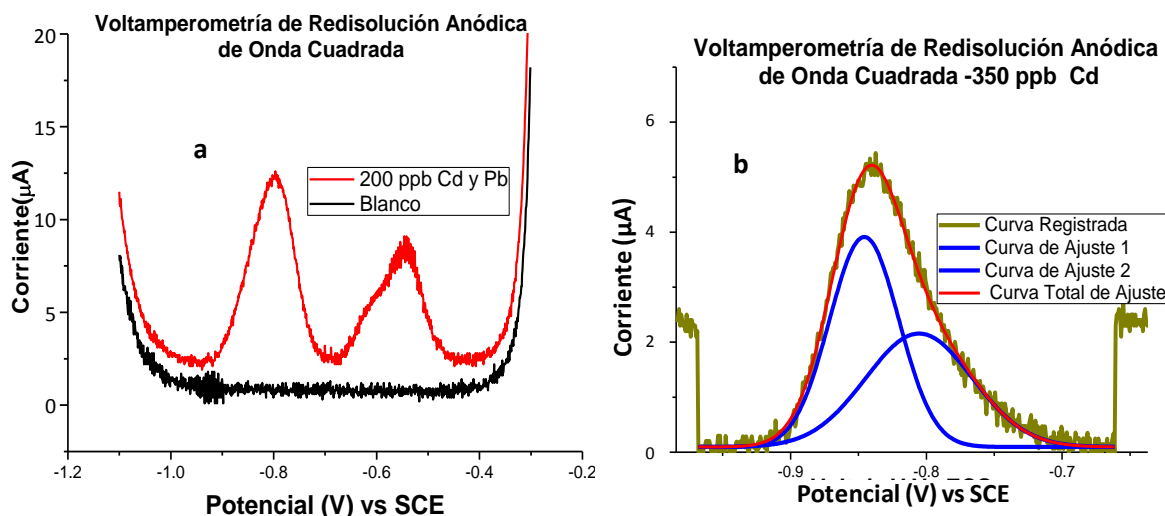 Voltamperometría de Redisolución Anódica
de Onda Cuadrada
20
15
10
5
0
Corriente(µA)
a
200 ppb Cd y Pb
Blanco
-1.2
-1.0
-0.8
-0.6
-0.4
-0.2
Potencial (V) vs SCE
Voltamperometría de Redisolución Anódica
de Onda Cuadrada -350 ppb Cd
6
4
2
0
Corriente (µA)
b
Curva Registrada
Curva de Ajuste 1
Curva de Ajuste 2
Curva Total de Ajuste
-0.9
-0.8
-0.7
Potencial (V) vs SCE